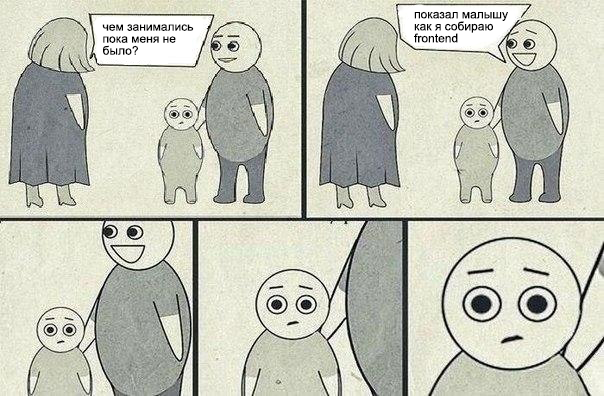 чем занимались
пока меня не
было?
показал малышу
как я собираю
frontend